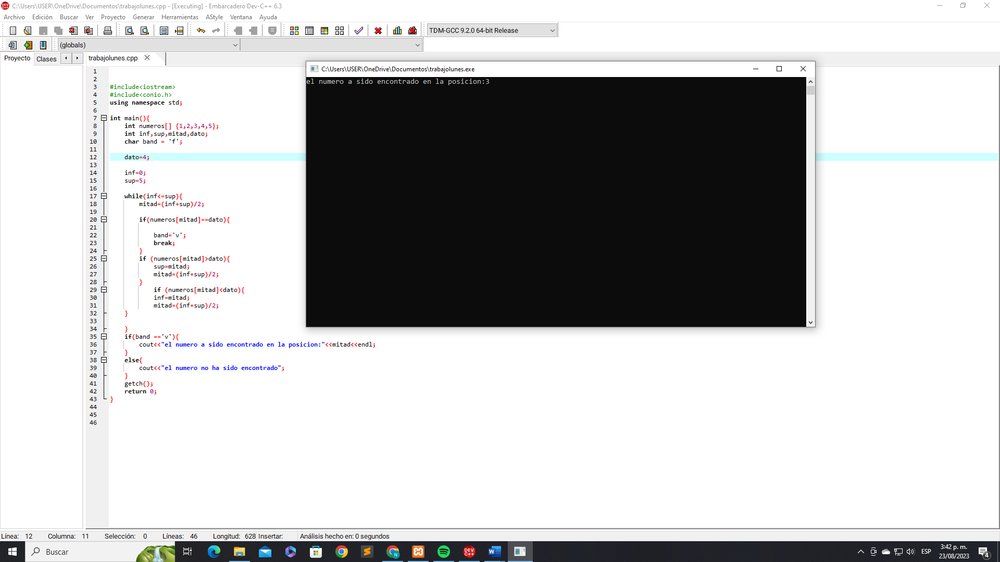 C:\Users\USER\OneDrive\Documentos\trabajolunes.cpp - [Executing] - Embarcadero Dev-C++ 6.3
Archivo Edición Buscar Ver Proyecto Generar Herramientas AStyle Ventana Ayuda
TDM-GCC 9.2.0 64-bit Release
(globals)
Proyecto Clases trabajolunes.cpp
C:\Users\USER\OneDrive\Documentos\trabajolunes.exe
el numero a sido encontrado en la posicion:3
1
2
3 #include<iostream>
4 #include<conio.h>
5 using namespace std;
6
7 int main(){
8 int numeros[] {1,2,3,4,5};
9 int inf,sup,mitad,dato;
10 char band = 'f';
11
12 dato=4;
13
14 inf=0;
15 sup=5;
16
17 while(inf<=sup){
18 mitad=(inf+sup)/2;
19
20 if(numeros[mitad]==dato){
21
22 band='v';
23 break;
24 }
25 if (numeros[mitad]>dato){
26 sup=mitad;
27 mitad=(inf+sup)/2;
28 }
29 if (numeros[mitad]<dato){
30 inf=mitad;
31 mitad=(inf+sup)/2;
32 }
33
34 }
35 if(band =='v'){
36 cout<<"el numero a sido encontrado en la posicion:"<<mitad<<endl;
37 }
38 else{
39 cout<<"el numero no ha sido encontrado";
40 }
41 getch();
42 return 0;
43 }
44
45
46
Línea: 12 Columna: 11 Selección: 0 Líneas: 46 Longitud: 628 Insertar: Análisis hecho en: 0 segundos
Buscar
ESP
3:42 p. m.
23/08/2023
4